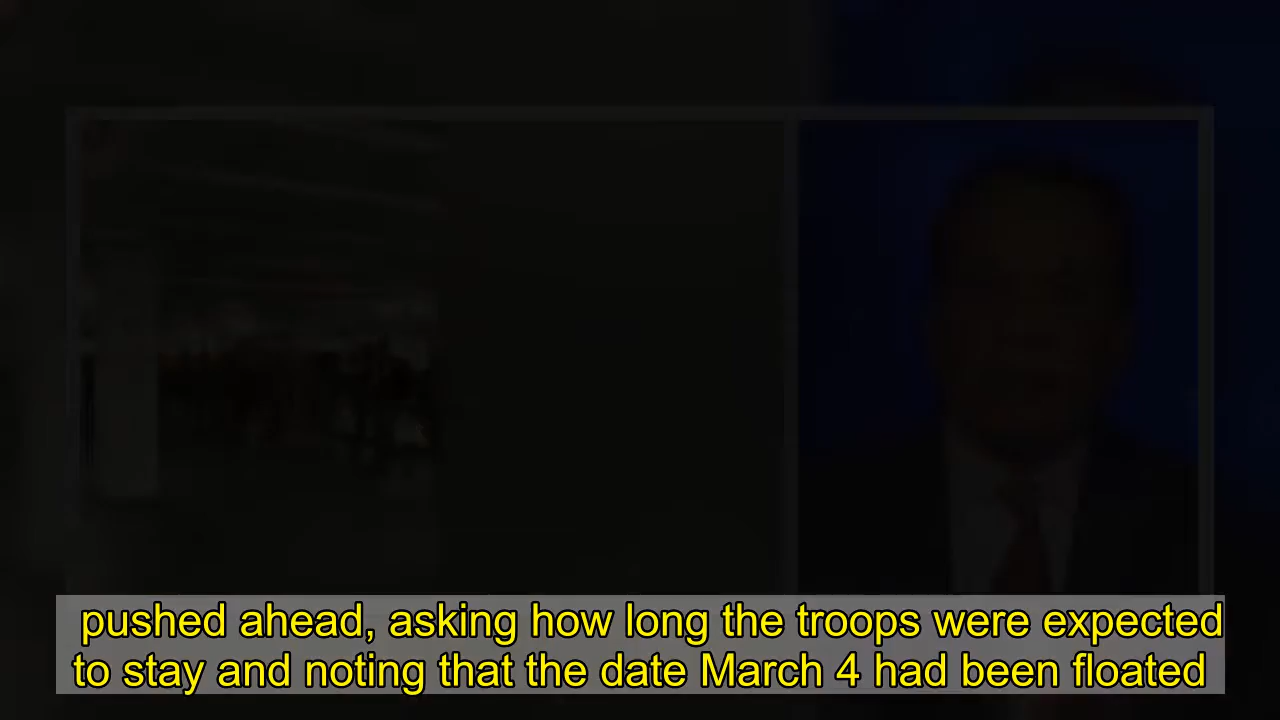 pushed ahead, asking how long the troops were expected
to stay and noting that the date March 4 had been floated